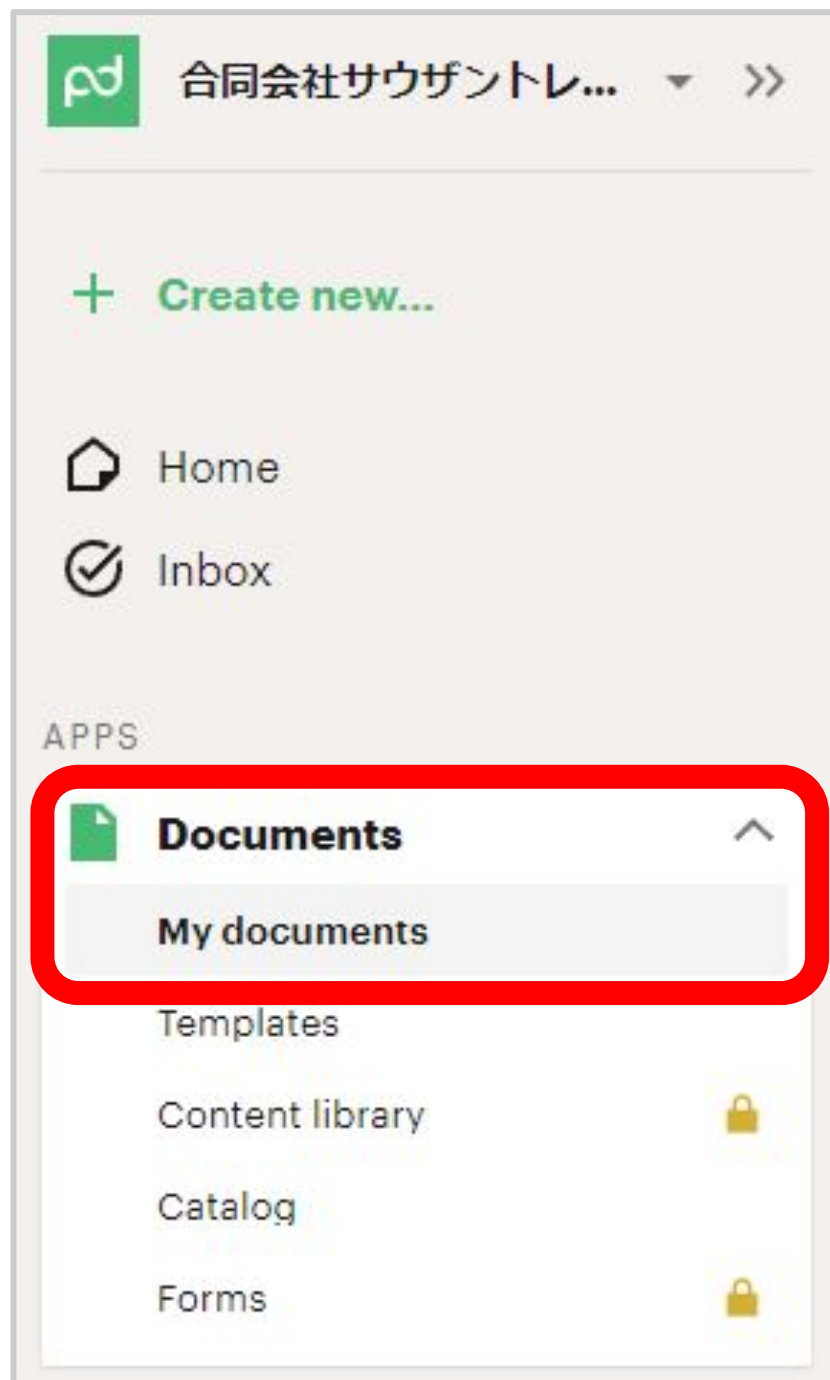 pd 合同会社サウザントレ...
Create new...
Home
Inbox
APPS
Documents
My documents
Templates
Content library
Catalog
Forms